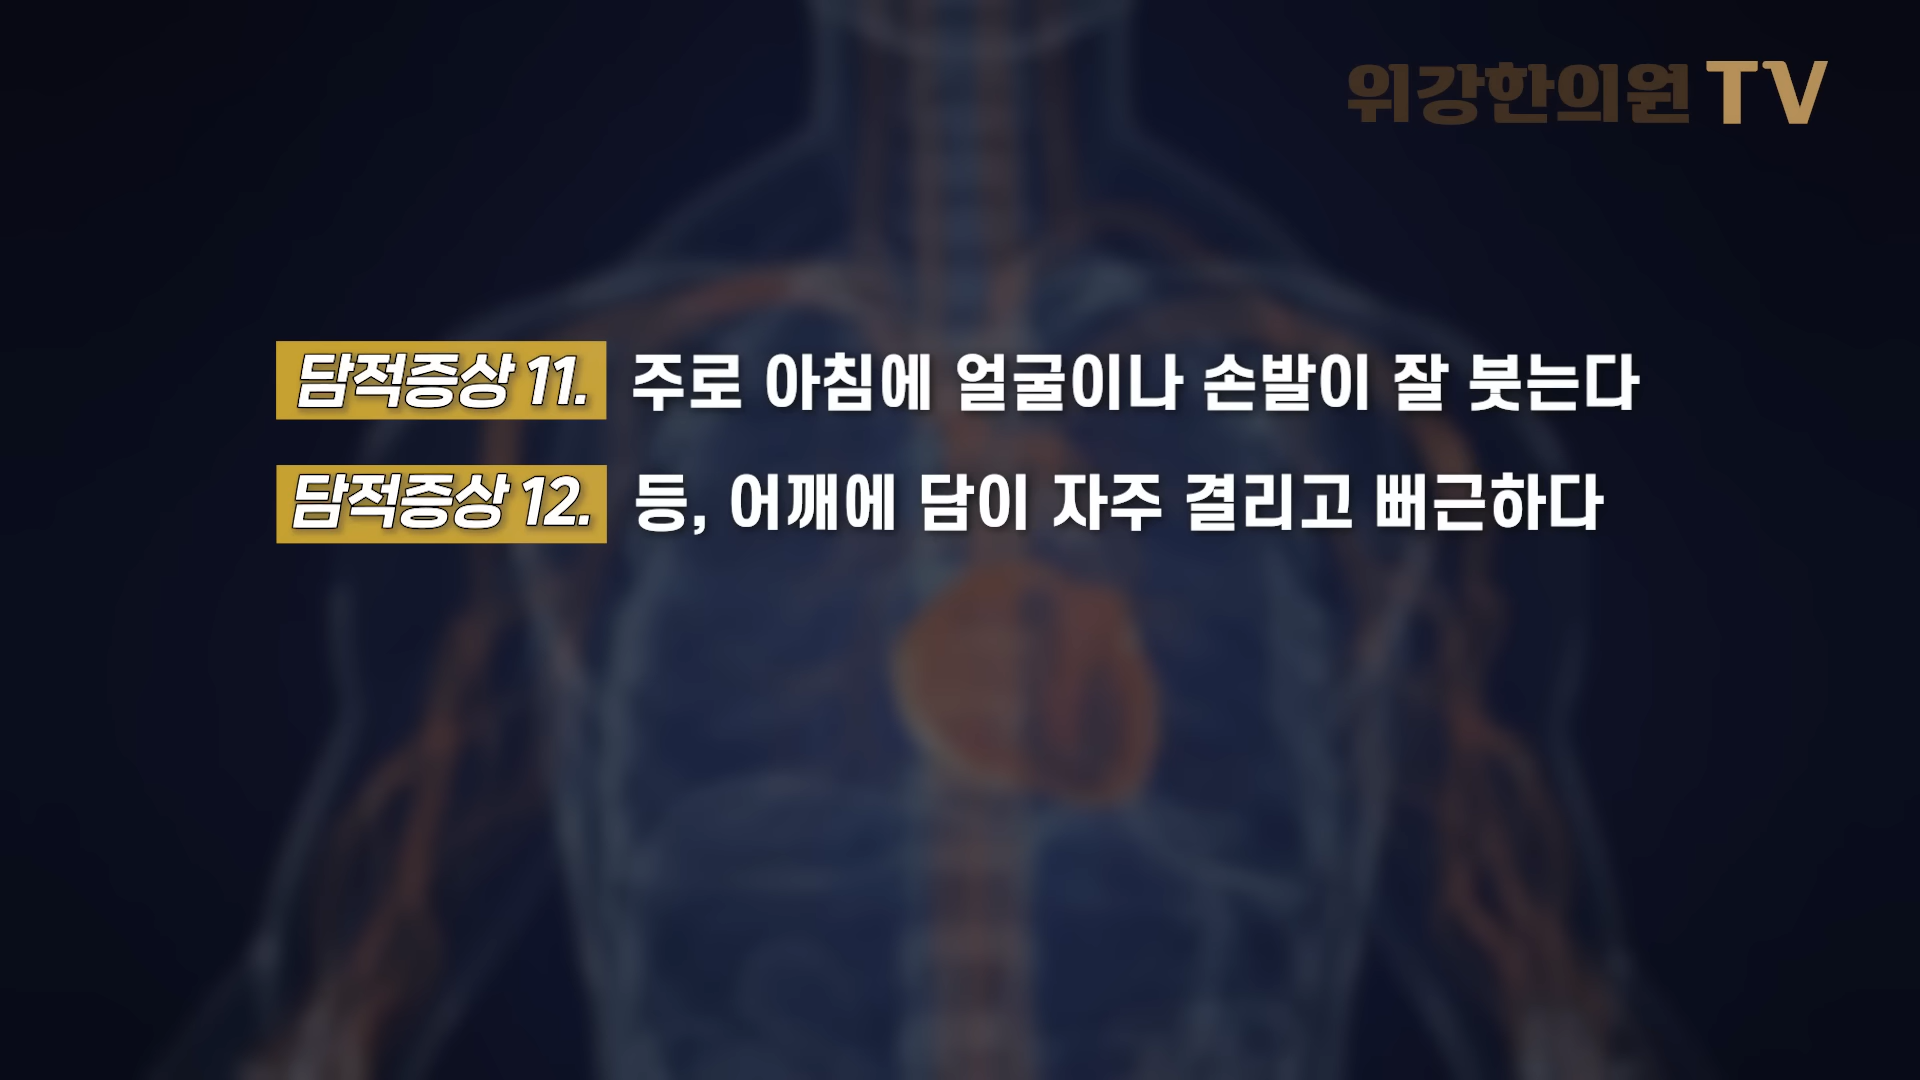 위강한의원 TV
담적증상 11. 주로 아침에 얼굴이나 손발이 잘 붓는다
담적증상 12. 등, 어깨에 담이 자주 결리고 뻐근하다